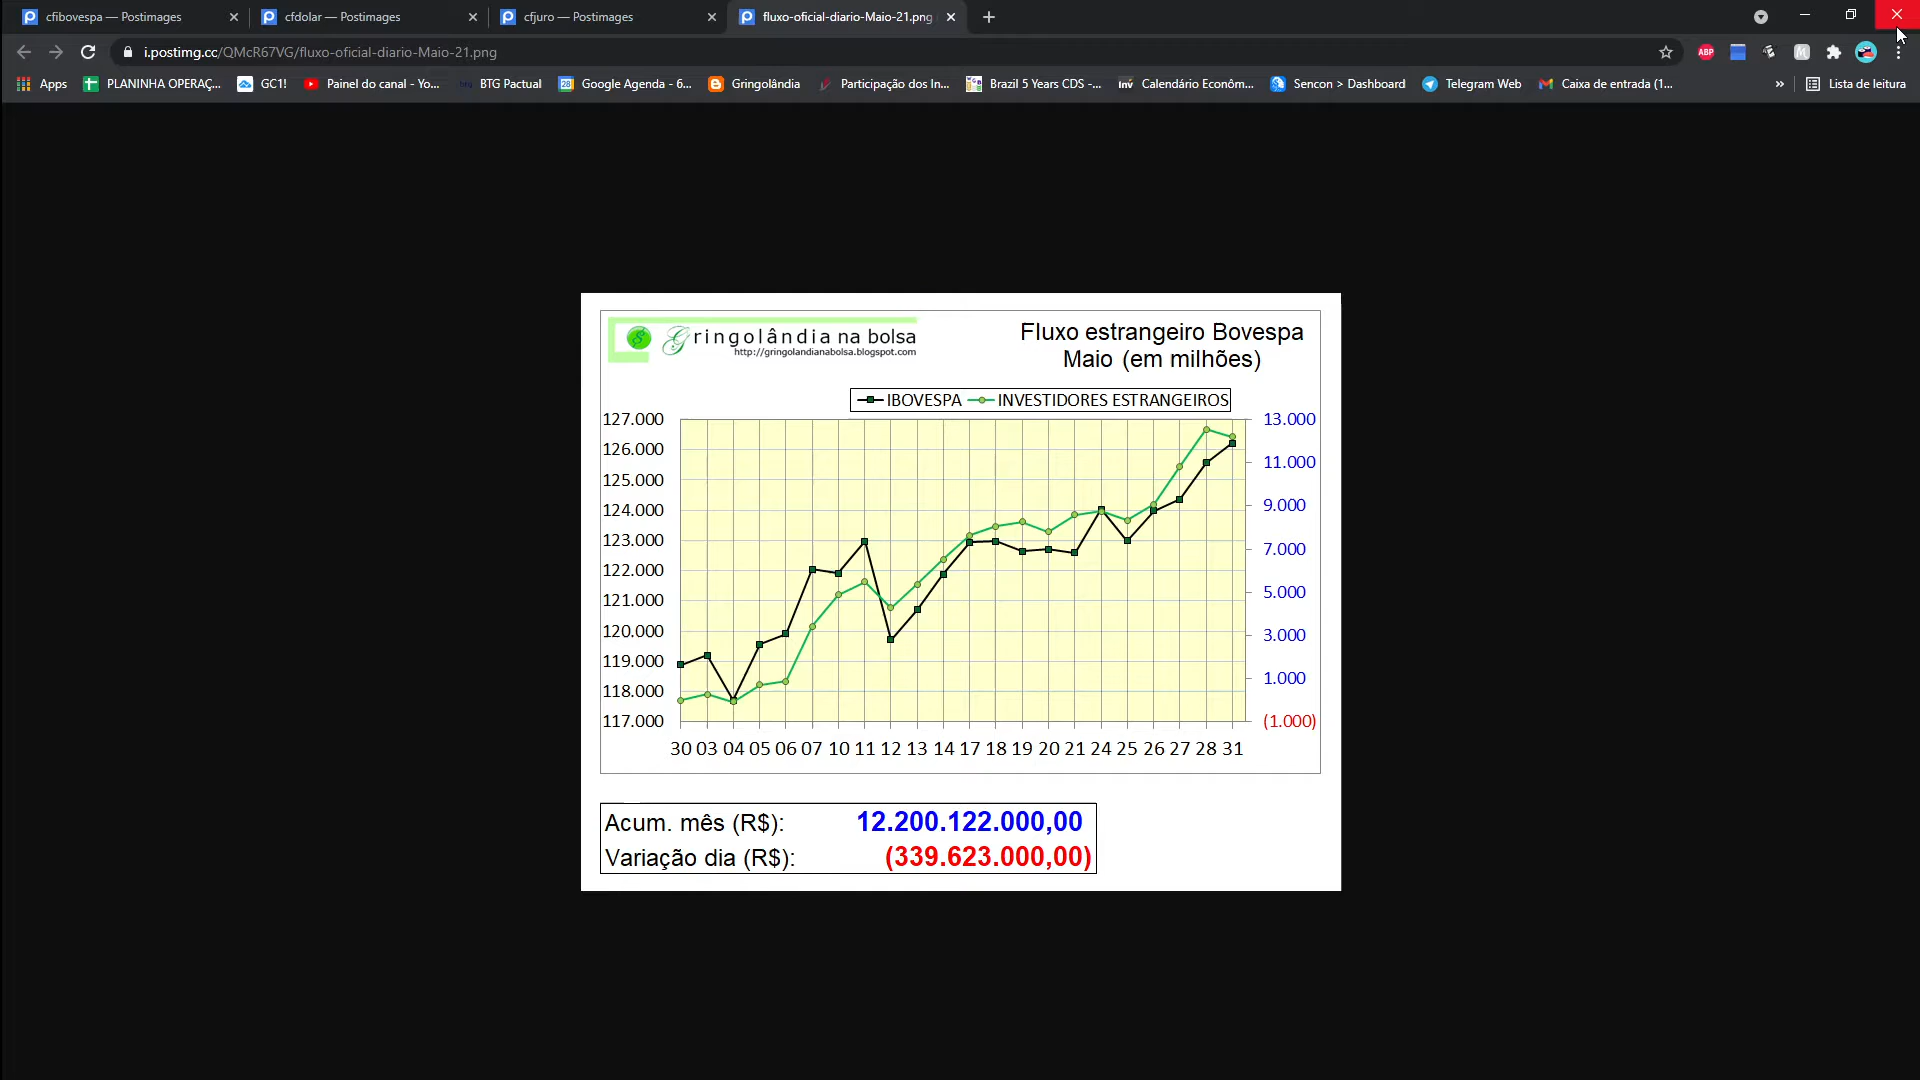 cfibovespa — Postimages
cfdolar — Postimages
cfjuro — Postimages
fluxo-oficial-diario-Maio-21.png
i.postimg.cc/QMcR67VG/fluxo-oficial-diario-Maio-21.png
ABP
Apps
PLANINHA OPERAÇ...
GC1!
Painel do canal - Yo...
BTG Pactual
Google Agenda - 6...
Gringolândia
Participação dos In...
Brazil 5 Years CDS -...
Inv Calendário Econôm...
Sencon > Dashboard
Telegram Web
Caixa de entrada (1...
»
Lista de leitura
Gringolândia na bolsa
http://gringolandianabolsa.blogspot.com
Fluxo estrangeiro Bovespa
Maio (em milhões)
IBOVESPA INVESTIDORES ESTRANGEIROS
127.000
126.000
125.000
124.000
123.000
122.000
121.000
120.000
119.000
118.000
117.000
13.000
11.000
9.000
7.000
5.000
3.000
1.000
(1.000)
30 03 04 05 06 07 10 11 12 13 14 17 18 19 20 21 24 25 26 27 28 31
Acum. mês (R$): 12.200.122.000,00
Variação dia (R$): (339.623.000,00)